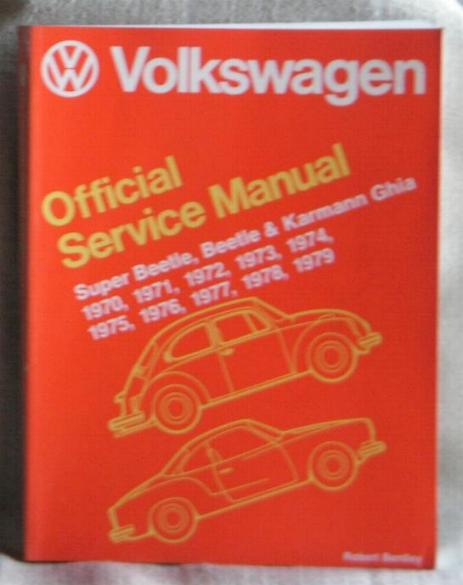 Volkswagen
Official
Service Manual
Super Beetle, Beetle & Karmann Ghia
1970, 1971, 1972, 1973, 1974,
1975, 1976, 1977, 1978, 1979
Robert Bentley